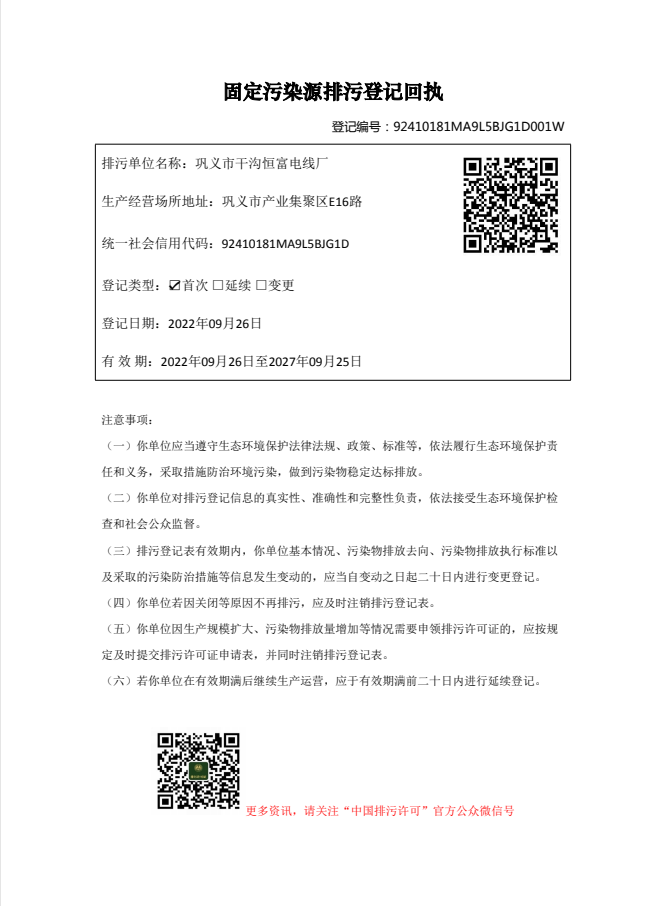 固定污染源排污登记回执
登记编号：92410181MA9L5BJG1D001W
排污单位名称：巩义市干沟恒富电线厂
生产经营场所地址：巩义市产业集聚区E16路
统一社会信用代码：92410181MA9L5BJG1D
登记类型：☑首次 □延续 □变更
登记日期：2022年09月26日
有 效 期：2022年09月26日至2027年09月25日
注意事项：
（一）你单位应当遵守生态环境保护法律法规、政策、标准等，依法履行生态环境保护责
任和义务，采取措施防治环境污染，做到污染物稳定达标排放。
（二）你单位对排污登记信息的真实性、准确性和完整性负责，依法接受生态环境保护检
查和社会公众监督。
（三）排污登记表有效期内，你单位基本情况、污染物排放去向、污染物排放执行标准以
及采取的污染防治措施等信息发生变动的，应当自变动之日起二十日内进行变更登记。
（四）你单位若因关闭等原因不再排污，应及时注销排污登记表。
（五）你单位因生产规模扩大、污染物排放量增加等情况需要申领排污许可证的，应按规
定及时提交排污许可证申请表，并同时注销排污登记表。
（六）若你单位在有效期满后继续生产运营，应于有效期满前二十日内进行延续登记。
更多资讯，请关注“中国排污许可”官方公众微信号